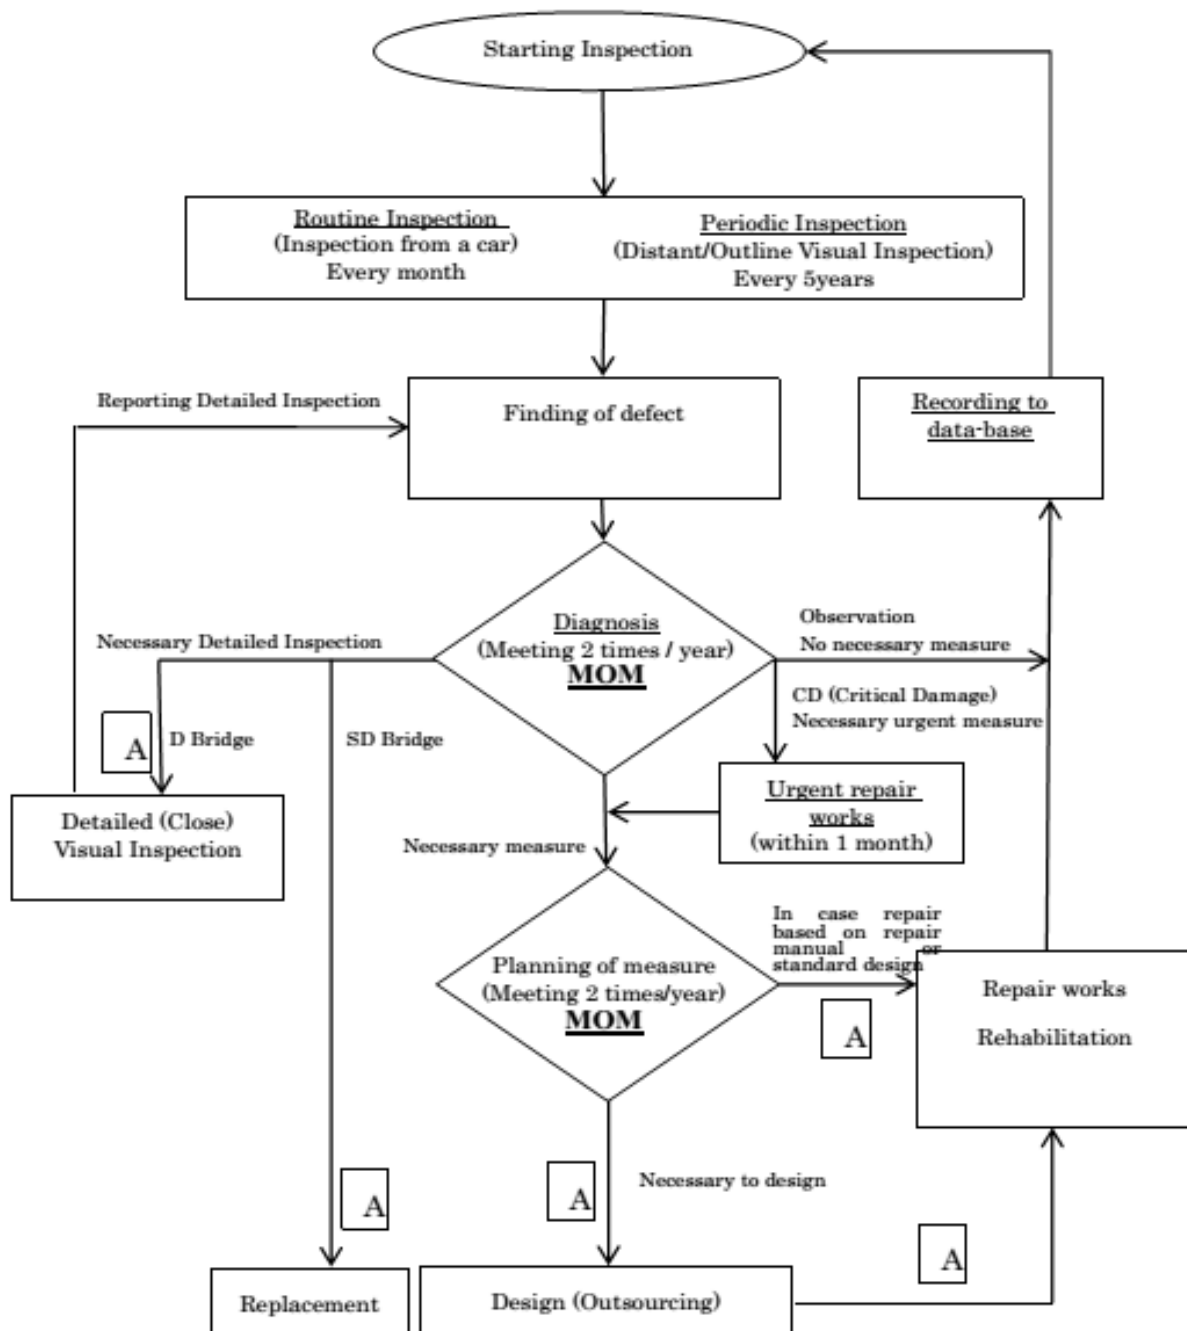 Starting Inspection
Routine Inspection
(Inspection from a car)
Every month
Periodic Inspection
(Distant/Outline Visual Inspection)
Every 5years
Reporting Detailed Inspection
Finding of defect
Recording to
data-base
Necessary Detailed Inspection
Diagnosis
(Meeting 2 times / year)
MOM
Observation
No necessary measure
CD (Critical Damage)
Necessary urgent measure
A
D Bridge
SD Bridge
Detailed (Close)
Visual Inspection
Urgent repair
works
(within 1 month)
Necessary measure
In case repair
based on repair
manual or
standard design
Planning of measure
(Meeting 2 times/year)
MOM
A
Repair works
Rehabilitation
A
A
Necessary to design
A
Replacement
Design (Outsourcing)